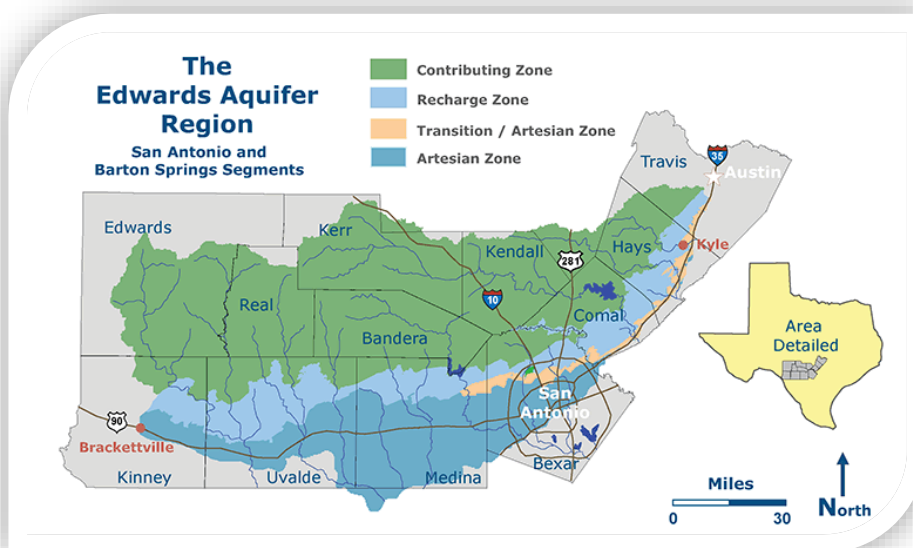 The
Edwards Aquifer
Region
San Antonio and
Barton Springs Segments
Contributing Zone
Recharge Zone
Transition / Artesian Zone
Artesian Zone
Travis
35
Austin
Edwards
Kerr
Kendall
Hays
Kyle
281
Real
10
Comal
Bandera
Area
Detailed
San
Antonio
90
Brackettville
Kinney
Uvalde
Medina
Bexar
Miles
0 30
North